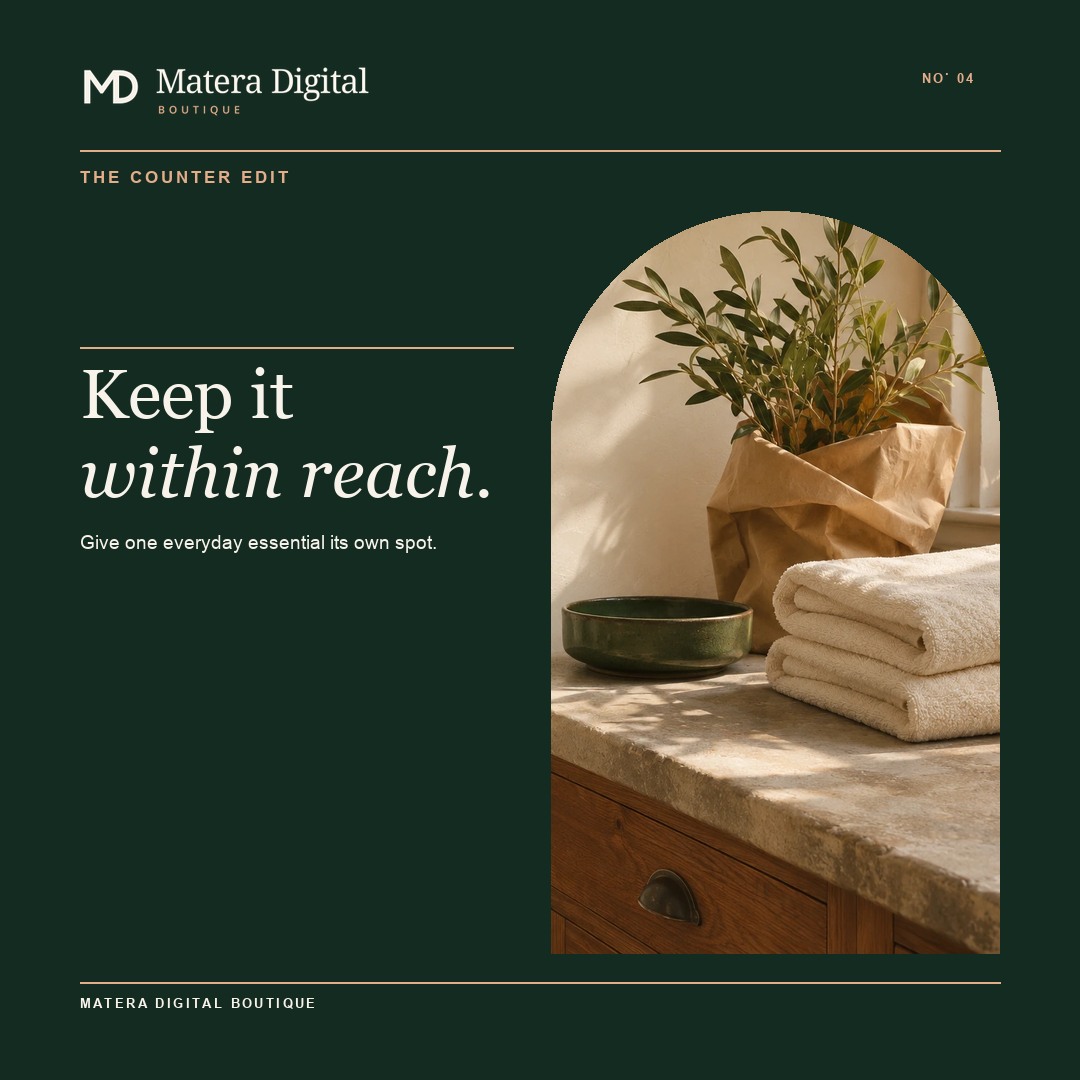 MD Matera Digital
BOUTIQUE
NO˙ 04
THE COUNTER EDIT
Keep it
within reach.
Give one everyday essential its own spot.
MATERA DIGITAL BOUTIQUE